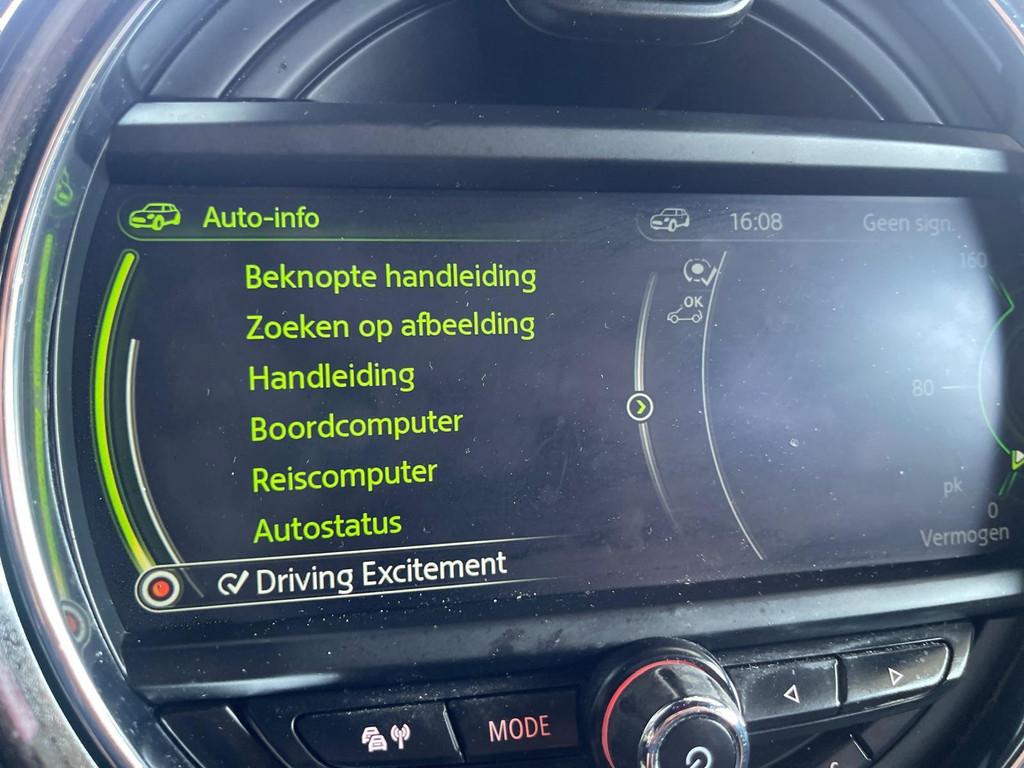 Auto-info
16:08
Geen sign.
Beknopte handleiding
Zoeken op afbeelding
Handleiding
Boordcomputer
Reiscomputer
Autostatus
Driving Excitement
OK
160
80
pk
0
Vermogen
MODE